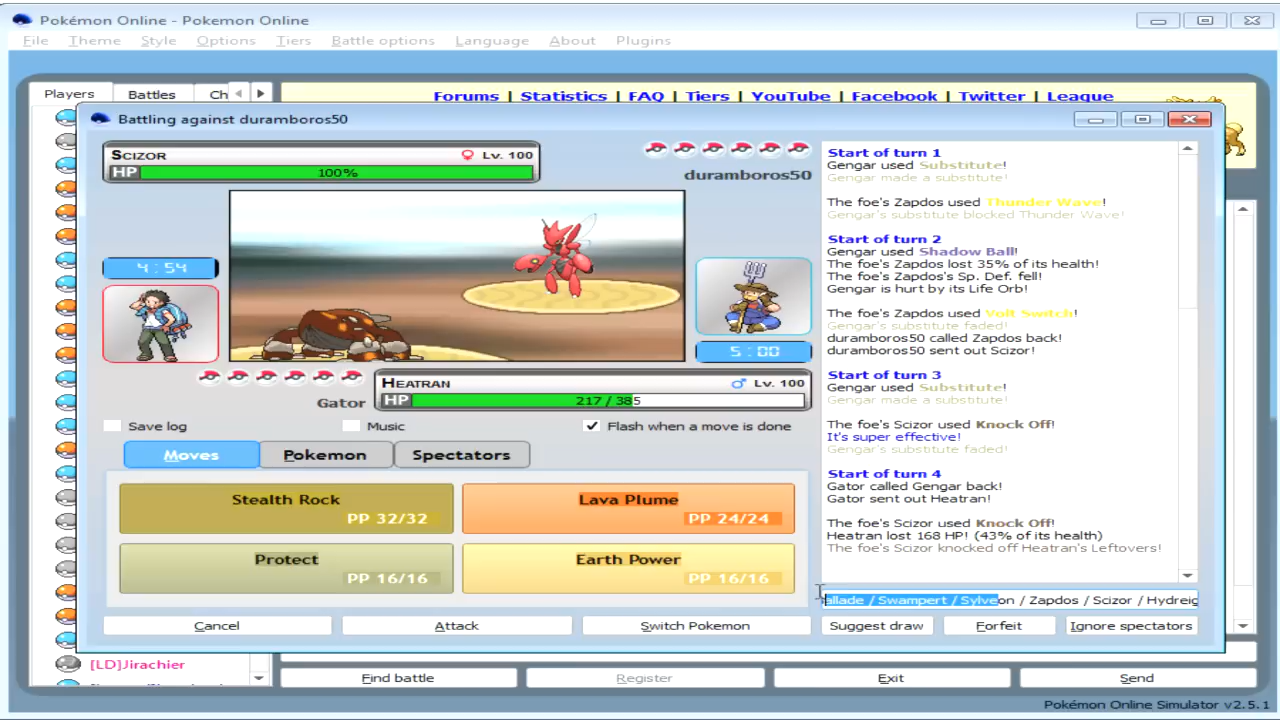 Pokémon Online - Pokemon Online
File Theme Style Options Tiers Battle options Language About Plugins
Players Battles Ch
Forums | Statistics | FAQ | Tiers | YouTube | Facebook | Twitter | League
Battling against duramboros50
SCIZOR Lv. 100
HP 100%
duramboros50
4:54
5:00
HEATRAN Lv. 100
HP 217 / 385
Gator
Save log Music Flash when a move is done
Moves Pokemon Spectators
Stealth Rock
PP 32/32
Lava Plume
PP 24/24
Protect
PP 16/16
Earth Power
PP 16/16
Cancel Attack Switch Pokemon
Start of turn 1
Gengar used Substitute!
Gengar made a substitute!
The foe's Zapdos used Thunder Wave!
Gengar's substitute blocked Thunder Wave!
Start of turn 2
Gengar used Shadow Ball!
The foe's Zapdos lost 35% of its health!
The foe's Zapdos's Sp. Def. fell!
Gengar is hurt by its Life Orb!
The foe's Zapdos used Volt Switch!
Gengar's substitute faded!
duramboros50 called Zapdos back!
duramboros50 sent out Scizor!
Start of turn 3
Gengar used Substitute!
Gengar made a substitute!
The foe's Scizor used Knock Off!
It's super effective!
Gengar's substitute faded!
Start of turn 4
Gator called Gengar back!
Gator sent out Heatran!
The foe's Scizor used Knock Off!
Heatran lost 168 HP! (43% of its health)
The foe's Scizor knocked off Heatran's Leftovers!
allade / Swampert / Sylveon / Zapdos / Scizor / Hydreig
Suggest draw Forfeit Ignore spectators
[LD]Jirachier
Find battle Register Exit Send
Pokémon Online Simulator v2.5.1